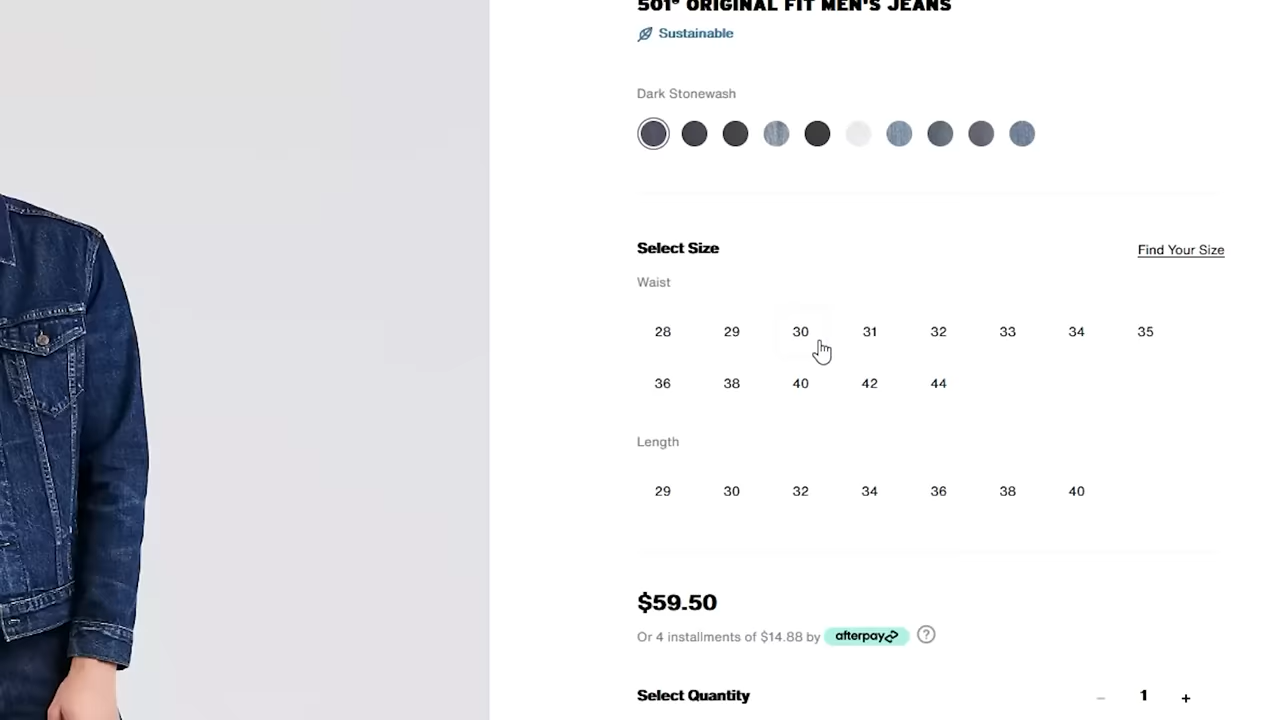 501® ORIGINAL FIT MEN'S JEANS
Sustainable
Dark Stonewash
Select Size
Find Your Size
Waist
28 29 30 31 32 33 34 35
36 38 40 42 44
Length
29 30 32 34 36 38 40
$59.50
Or 4 installments of $14.88 by afterpay ?
Select Quantity
− 1 +